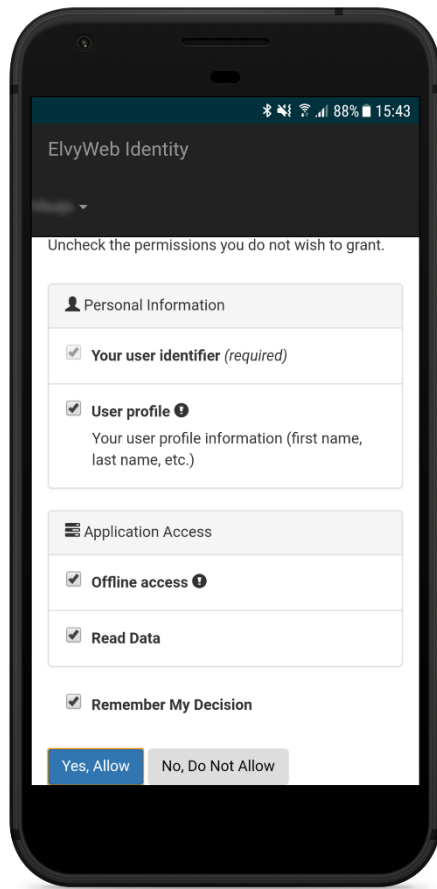 88% 15:43
ElvyWeb Identity
Uncheck the permissions you do not wish to grant.
Personal Information
Your user identifier (required)
User profile
Your user profile information (first name,
last name, etc.)
Application Access
Offline access
Read Data
Remember My Decision
Yes, Allow No, Do Not Allow